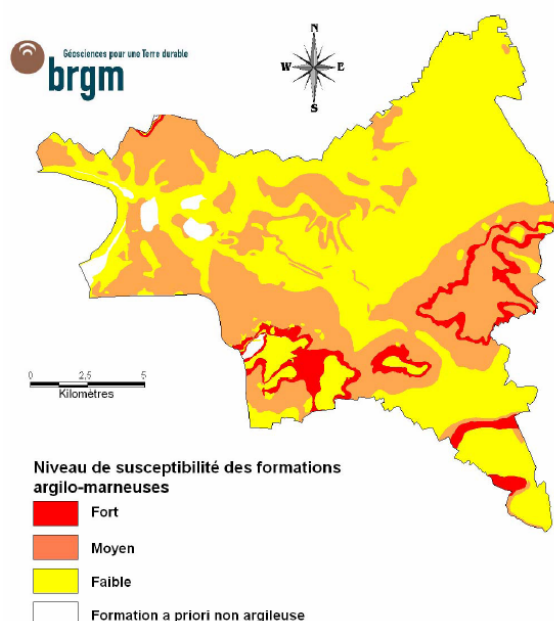 Géosciences pour une Terre durable
brgm
N
W E
S
0 2,5 5
Kilomètres
Niveau de susceptibilité des formations
argilo-marneuses
Fort
Moyen
Faible
Formation a priori non argileuse